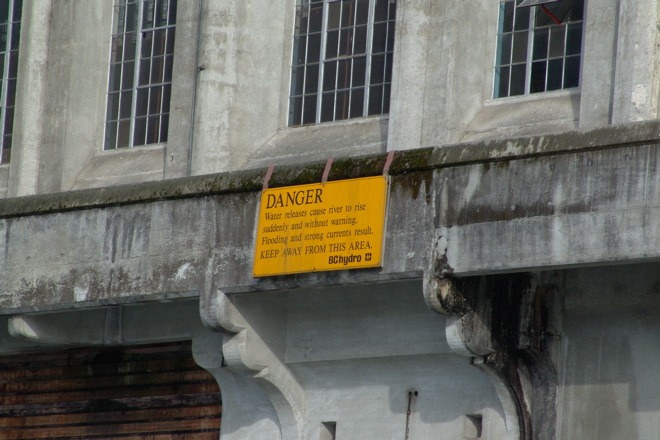 DANGER
Water releases cause river to rise
suddenly and without warning.
Flooding and strong currents result.
KEEP AWAY FROM THIS AREA.
BChydro